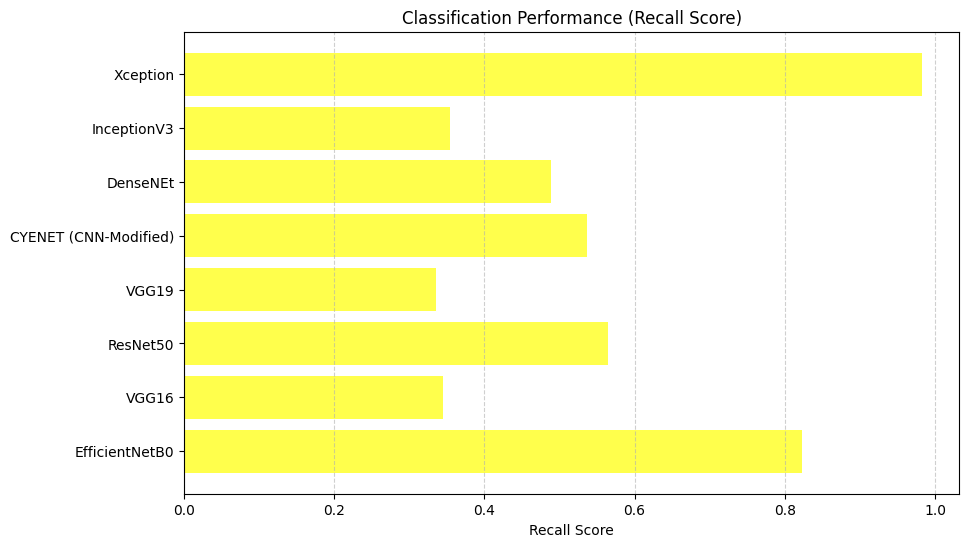 Classification Performance (Recall Score)
Xception
InceptionV3
DenseNEt
CYENET (CNN-Modified)
VGG19
ResNet50
VGG16
EfficientNetB0
0.0 0.2 0.4 0.6 0.8 1.0
Recall Score